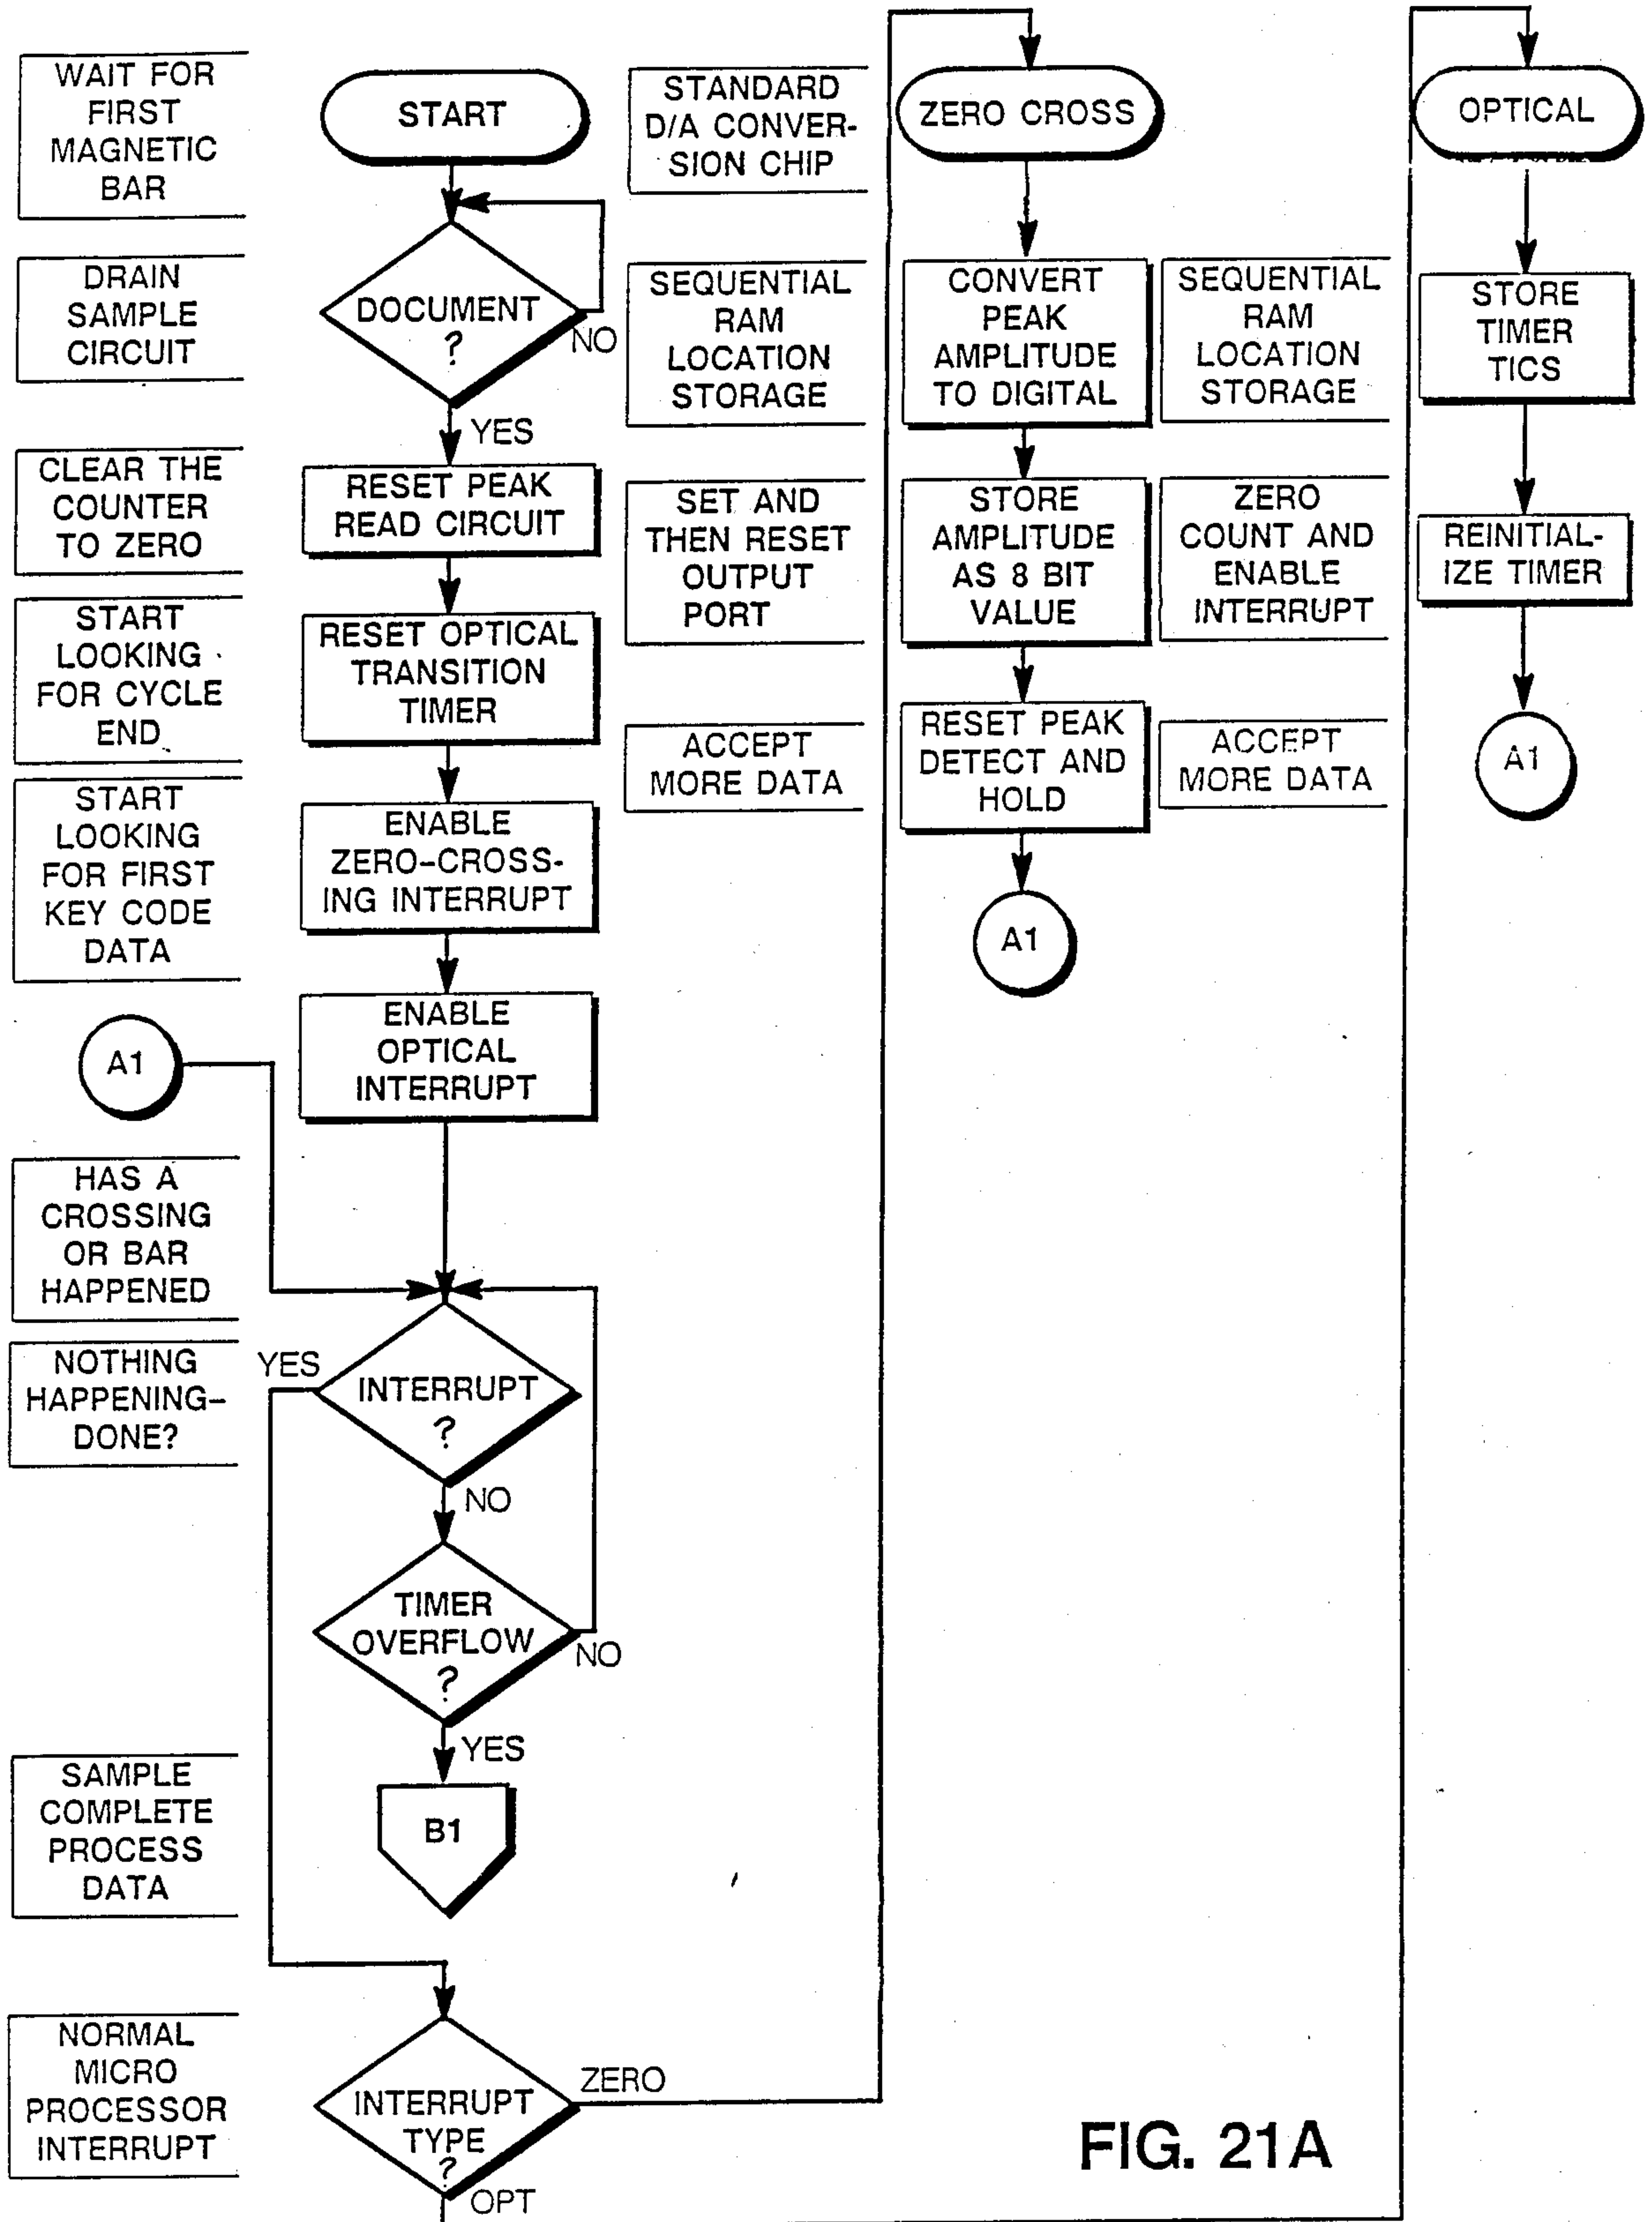 WAIT FOR
FIRST
MAGNETIC
BAR
DRAIN
SAMPLE
CIRCUIT
CLEAR THE
COUNTER
TO ZERO
START
LOOKING
FOR CYCLE
END
START
LOOKING
FOR FIRST
KEY CODE
DATA
A1
HAS A
CROSSING
OR BAR
HAPPENED
NOTHING
HAPPENING-
DONE?
SAMPLE
COMPLETE
PROCESS
DATA
NORMAL
MICRO
PROCESSOR
INTERRUPT
START
DOCUMENT
?
NO
YES
RESET PEAK
READ CIRCUIT
RESET OPTICAL
TRANSITION
TIMER
ENABLE
ZERO-CROSS-
ING INTERRUPT
ENABLE
OPTICAL
INTERRUPT
YES
INTERRUPT
?
NO
TIMER
OVERFLOW
?
NO
YES
B1
INTERRUPT
TYPE
?
ZERO
OPT
STANDARD
D/A CONVER-
SION CHIP
SEQUENTIAL
RAM
LOCATION
STORAGE
SET AND
THEN RESET
OUTPUT
PORT
ACCEPT
MORE DATA
ZERO CROSS
CONVERT
PEAK
AMPLITUDE
TO DIGITAL
STORE
AMPLITUDE
AS 8 BIT
VALUE
RESET PEAK
DETECT AND
HOLD
A1
SEQUENTIAL
RAM
LOCATION
STORAGE
ZERO
COUNT AND
ENABLE
INTERRUPT
ACCEPT
MORE DATA
OPTICAL
STORE
TIMER
TICS
REINITIAL-
IZE TIMER
A1
FIG. 21A